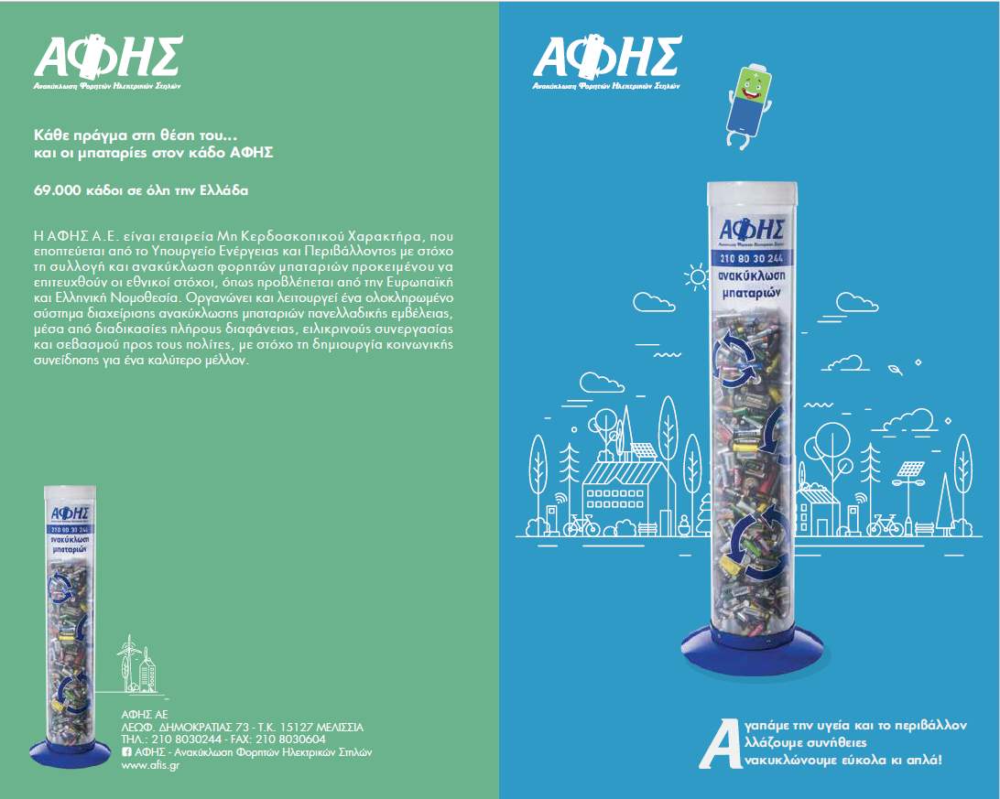 ΑΦΗΣ
Ανακύκλωση Φορητών Ηλεκτρικών Στηλών
Κάθε πράγμα στη θέση του...
και οι μπαταρίες στον κάδο ΑΦΗΣ
69.000 κάδοι σε όλη την Ελλάδα
Η ΑΦΗΣ Α.Ε. είναι εταιρεία Μη Κερδοσκοπικού Χαρακτήρα, που
εποπτεύεται από το Υπουργείο Ενέργειας και Περιβάλλοντος με στόχο
τη συλλογή και ανακύκλωση φορητών μπαταριών προκειμένου να
επιτευχθούν οι εθνικοί στόχοι, όπως προβλέπεται από την Ευρωπαϊκή
και Ελληνική Νομοθεσία. Οργανώνει και λειτουργεί ένα ολοκληρωμένο
σύστημα διαχείρισης ανακύκλωσης μπαταριών πανελλαδικής εμβέλειας,
μέσα από διαδικασίες πλήρους διαφάνειας, ειλικρινούς συνεργασίας
και σεβασμού προς τους πολίτες, με στόχο τη δημιουργία κοινωνικής
συνείδησης για ένα καλύτερο μέλλον.
ΑΦΗΣ
210 80 30 244
ανακύκλωση
μπαταριών
ΑΦΗΣ ΑΕ
ΛΕΩΦ. ΔΗΜΟΚΡΑΤΙΑΣ 73 - Τ.Κ. 15127 ΜΕΛΙΣΣΙΑ
ΤΗΛ.: 210 8030244 - FAX: 210 8030604
ΑΦΗΣ - Ανακύκλωση Φορητών Ηλεκτρικών Στηλών
www.afis.gr
ΑΦΗΣ
Ανακύκλωση Φορητών Ηλεκτρικών Στηλών
ΑΦΗΣ
Ανακύκλωση Φορητών Ηλεκτρικών Στηλών
210 80 30 244
ανακύκλωση
μπαταριών
Αγαπάμε την υγεία και το περιβάλλον
λλάζουμε συνήθειες
νακυκλώνουμε εύκολα κι απλά!